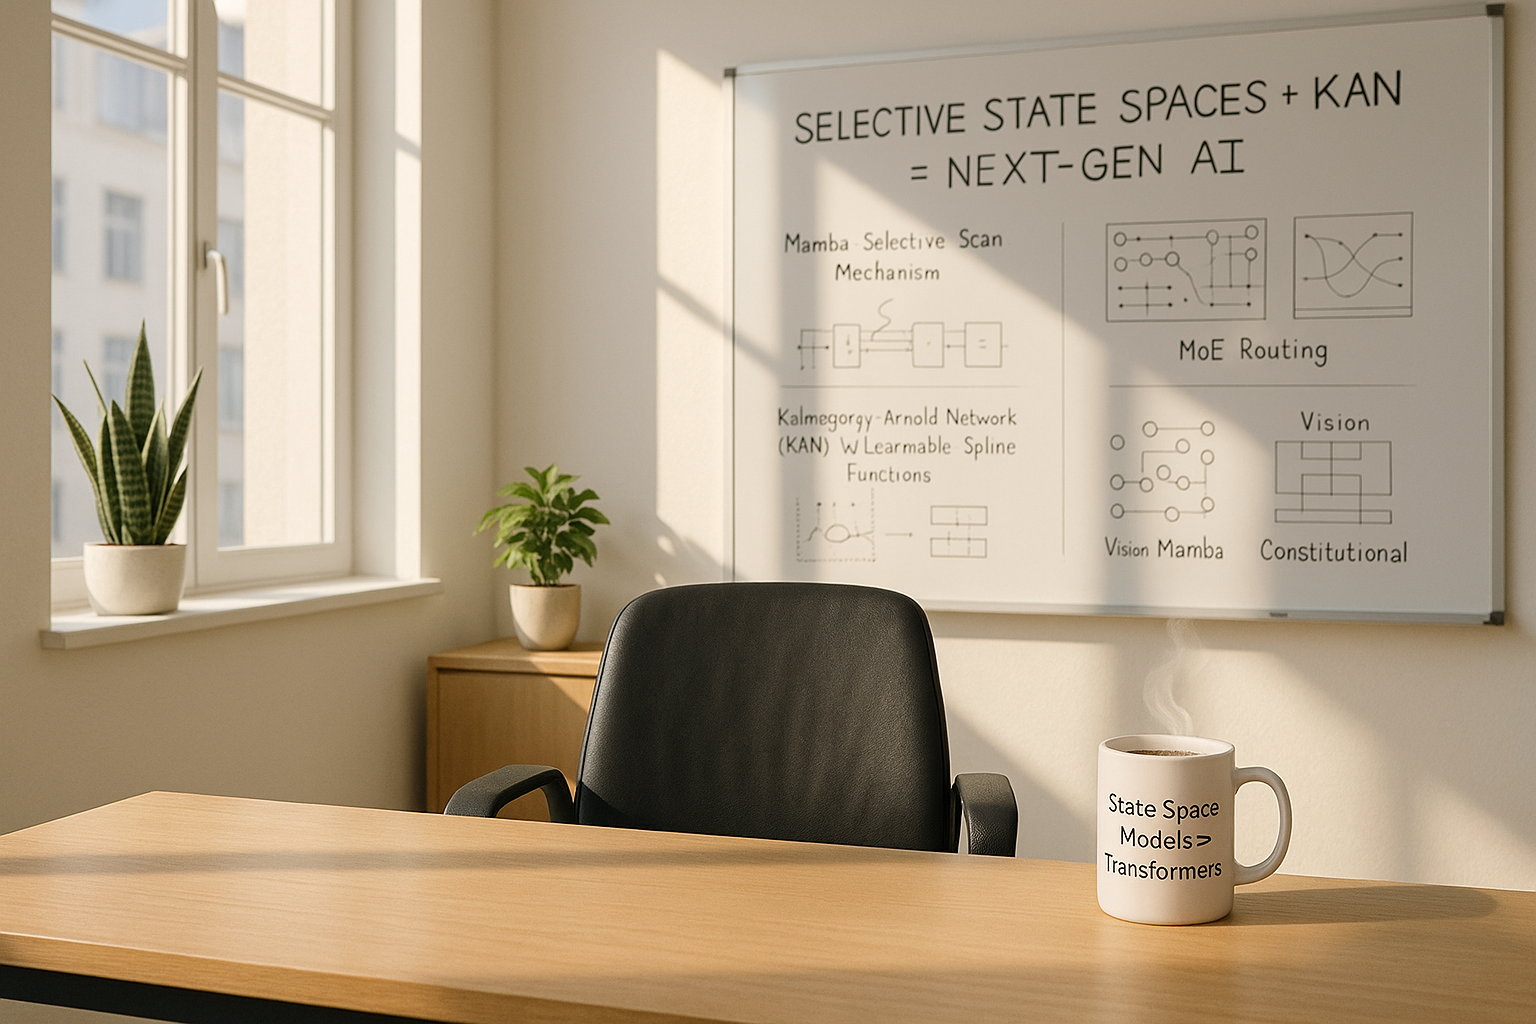 SELECTIVE STATE SPACES + KAN
= NEXT-GEN AI
Mamba Selective Scan
Mechanism
MoE Routing
Kalmegorgy-Arnold Network
(KAN) W Learmable Spline
Functions
Vision Mamba
Vision
Constitutional
State Space
Models >
Transformers